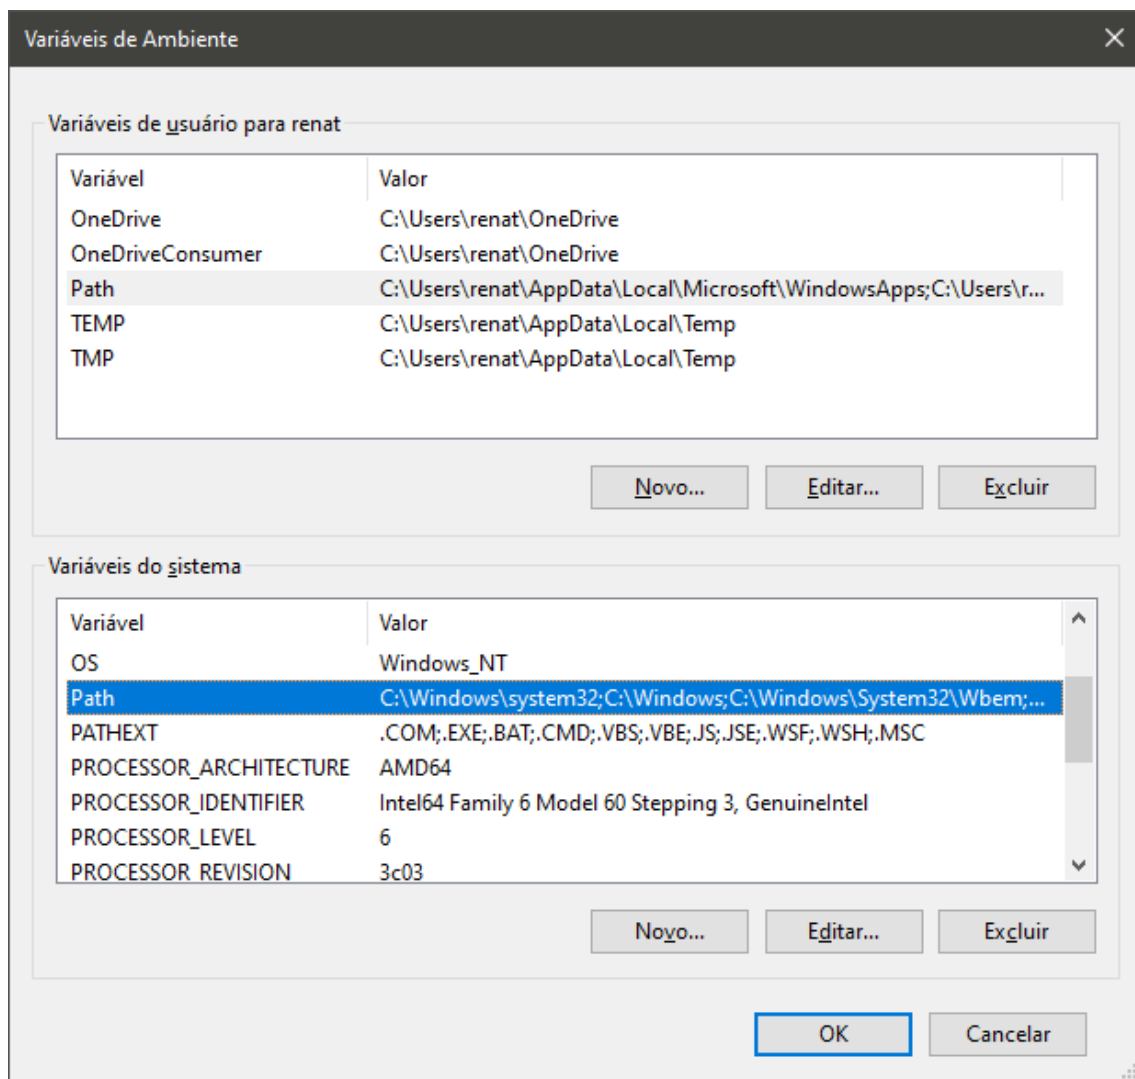 Variáveis de Ambiente
Variáveis de usuário para renat
Variável Valor
OneDrive C:\Users\renat\OneDrive
OneDriveConsumer C:\Users\renat\OneDrive
Path C:\Users\renat\AppData\Local\Microsoft\WindowsApps;C:\Users\r...
TEMP C:\Users\renat\AppData\Local\Temp
TMP C:\Users\renat\AppData\Local\Temp
Novo... Editar... Excluir
Variáveis do sistema
Variável Valor
OS Windows_NT
Path C:\Windows\system32;C:\Windows;C:\Windows\System32\Wbem;...
PATHEXT .COM;.EXE;.BAT;.CMD;.VBS;.VBE;.JS;.JSE;.WSF;.WSH;.MSC
PROCESSOR_ARCHITECTURE AMD64
PROCESSOR_IDENTIFIER Intel64 Family 6 Model 60 Stepping 3, GenuineIntel
PROCESSOR_LEVEL 6
PROCESSOR_REVISION 3c03
Novo... Editar... Excluir
OK Cancelar